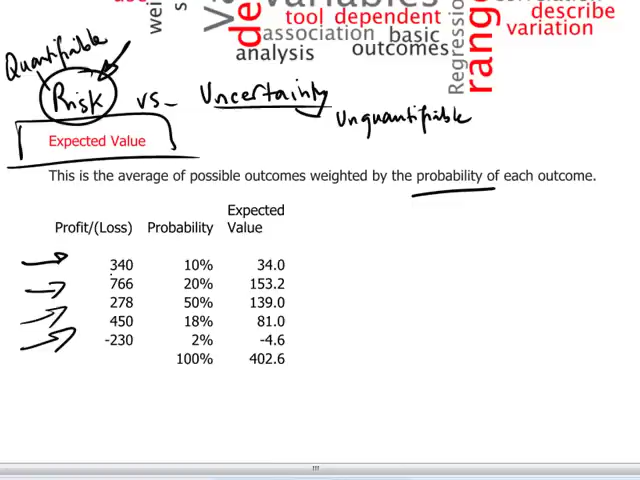 variables
tool dependent
association basic
analysis outcomes
Regression
range
describe
variation
Quantifiable
Risk vs- Uncertainty
Unquantifiable
Expected Value
This is the average of possible outcomes weighted by the probability of each outcome.
Profit/(Loss) Probability Expected Value
340 10% 34.0
766 20% 153.2
278 50% 139.0
450 18% 81.0
-230 2% -4.6
100% 402.6